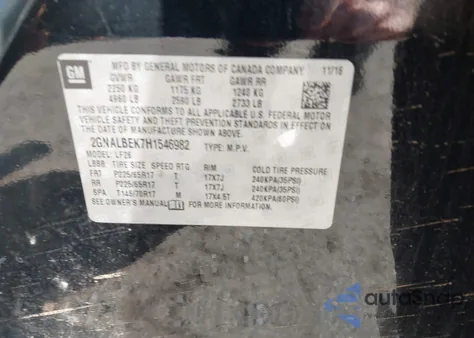 GM
MFG BY GENERAL MOTORS OF CANADA COMPANY 11/16
GVWR GAWR FRT GAWR RR
2250 KG 1175 KG 1240 KG
4960 LB 2590 LB 2733 LB
THIS VEHICLE CONFORMS TO ALL APPLICABLE U.S. FEDERAL MOTOR
VEHICLE SAFETY AND THEFT PREVENTION STANDARDS IN EFFECT ON
THE DATE OF MANUFACTURE SHOWN ABOVE.
2GNALBEK7H1546982 TYPE: M.P.V.
MODEL: LF26
TIRE SIZE SPEED RTG RIM COLD TIRE PRESSURE
FRT P225/65R17 T 17X7J 240KPA(35PSI)
RR P225/65R17 T 17X7J 240KPA(35PSI)
SPA T145/70R17 M 17X4.5T 420KPA(60PSI)
SEE OWNER'S MANUAL FOR MORE INFORMATION.
autoSnap